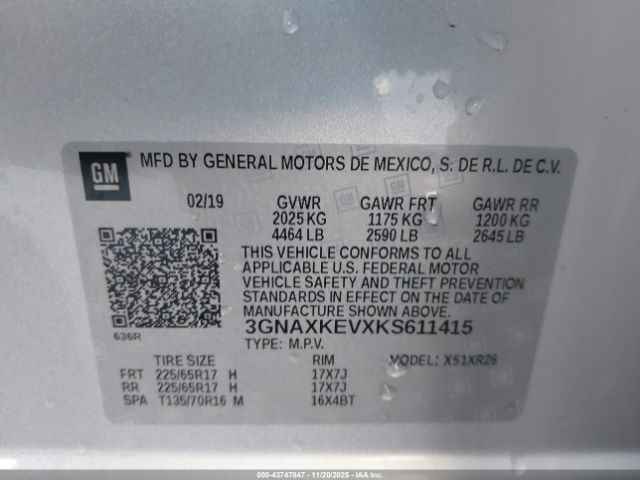 GM
MFD BY GENERAL MOTORS DE MEXICO, S. DE R.L. DE C.V.
02/19 GVWR GAWR FRT GAWR RR
2025 KG 1175 KG 1200 KG
4464 LB 2590 LB 2645 LB
THIS VEHICLE CONFORMS TO ALL
APPLICABLE U.S. FEDERAL MOTOR
VEHICLE SAFETY AND THEFT PREVENTION
STANDARDS IN EFFECT ON THE DATE OF
MANUFACTURE SHOWN ABOVE.
636R
3GNAXKEVXKS611415
TYPE: M.P.V. MODEL: X51XR26
TIRE SIZE RIM
FRT 225/65R17 H 17X7J
RR 225/65R17 H 17X7J
SPA T135/70R16 M 16X4BT
000-43747847 | 11/20/2025 - IAA Inc.